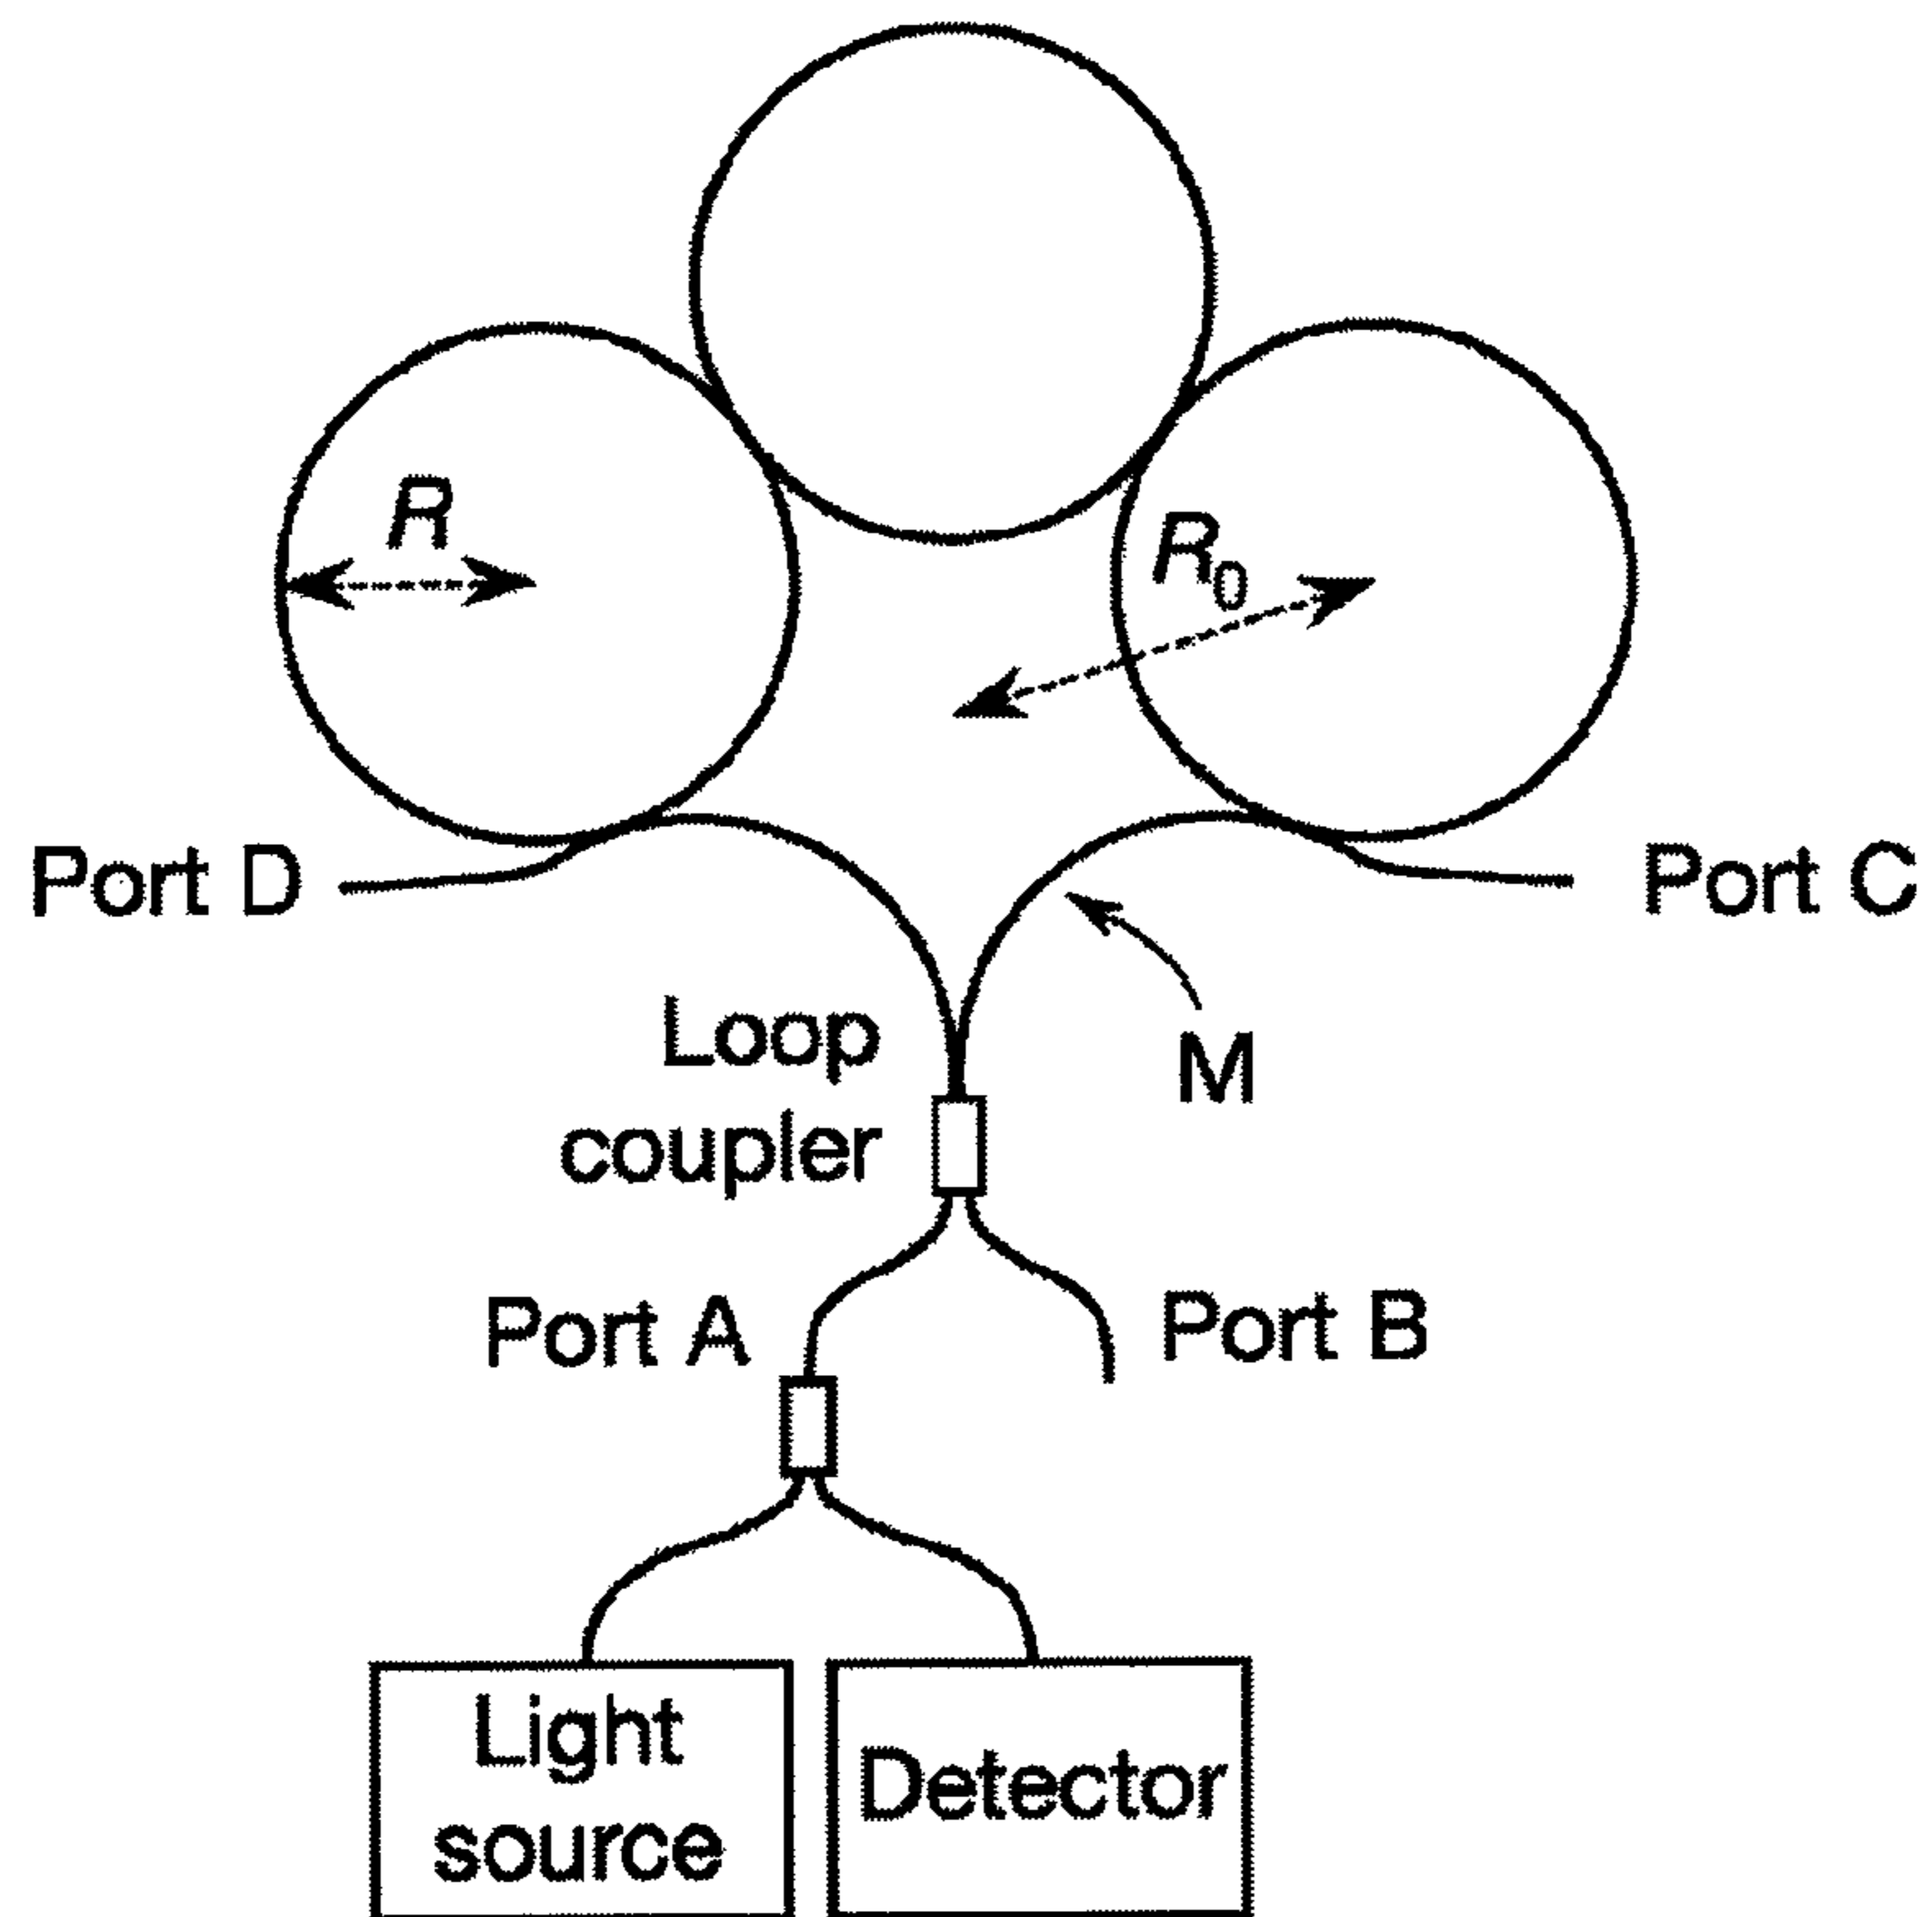 R
R0
Port D
Port C
Loop
coupler
M
Port A
Port B
Light
source
Detector